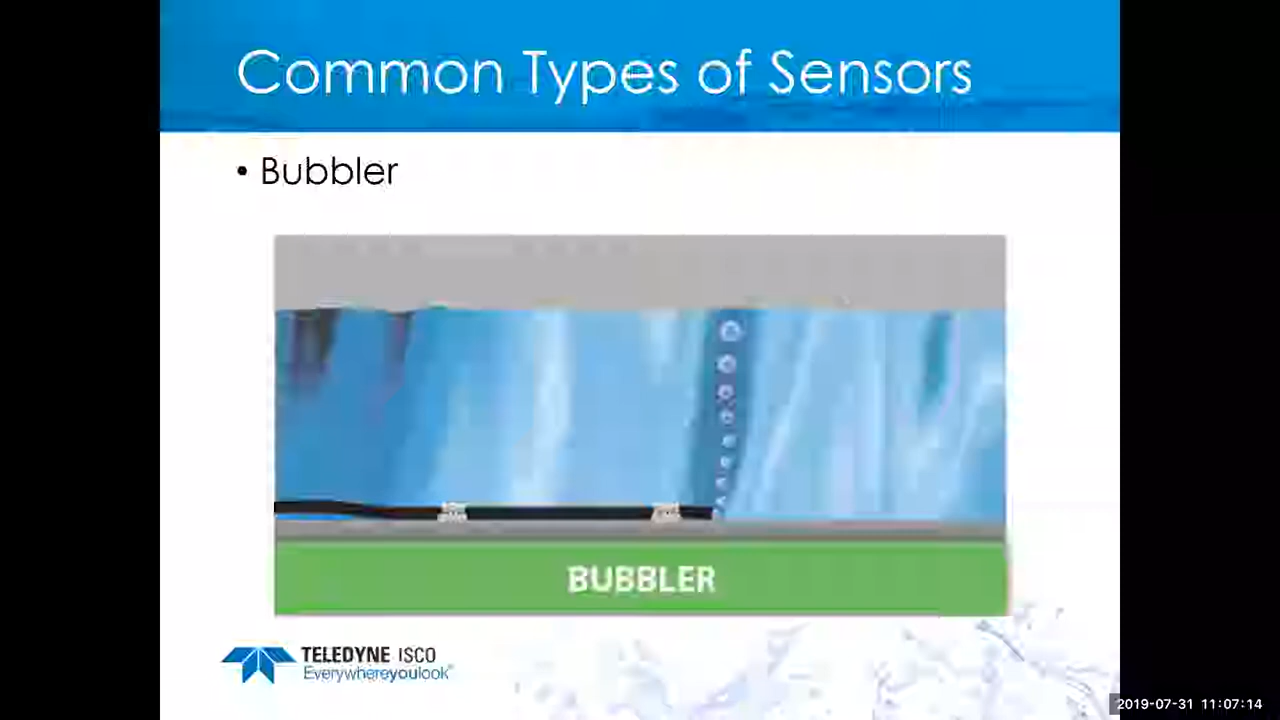 Common Types of Sensors
• Bubbler
BUBBLER
TELEDYNE ISCO
Everywhereyoulook
2019-07-31 11:07:14